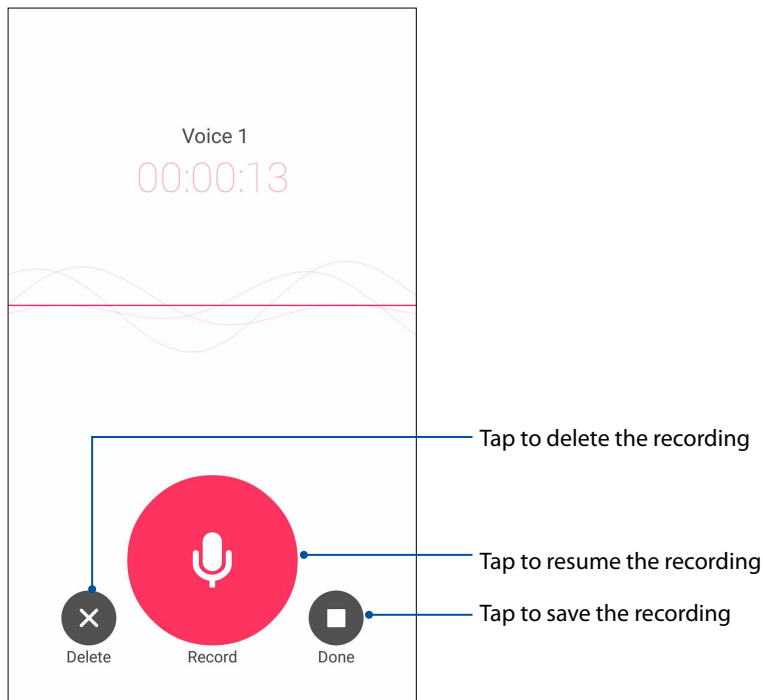 Voice 1
00:00:13
Tap to delete the recording
Tap to resume the recording
Tap to save the recording
Delete
Record
Done